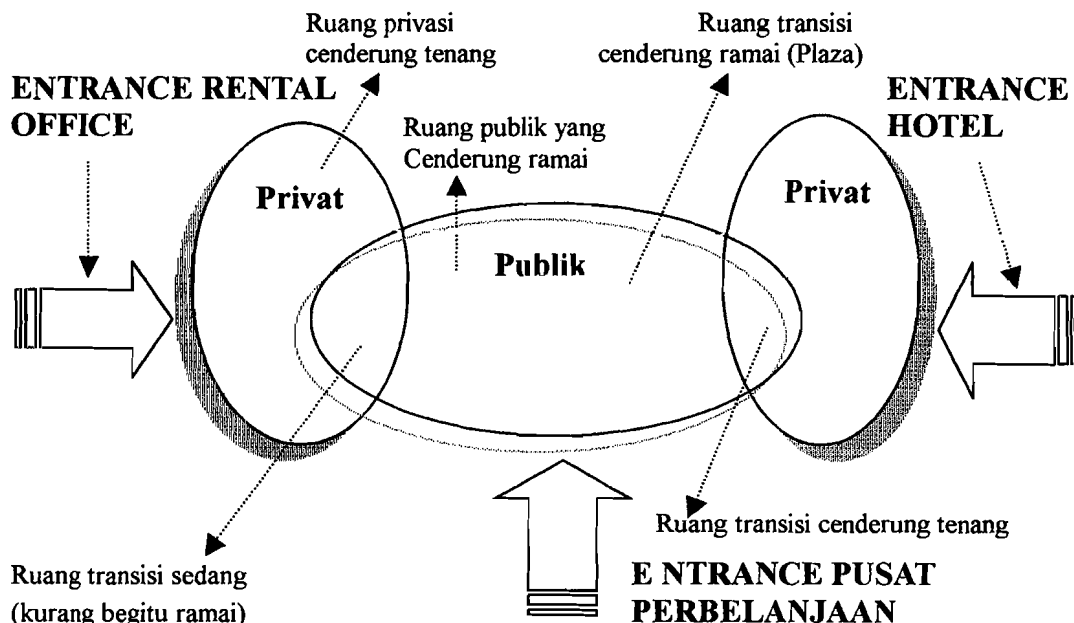 Ruang privasi
cenderung tenang
Ruang transisi
cenderung ramai (Plaza)
ENTRANCE RENTAL
OFFICE
ENTRANCE
HOTEL
Ruang publik yang
Cenderung ramai
Privat
Privat
Publik
Ruang transisi cenderung tenang
Ruang transisi sedang
(kurang begitu ramai)
E NTRANCE PUSAT
PERBELANJAAN